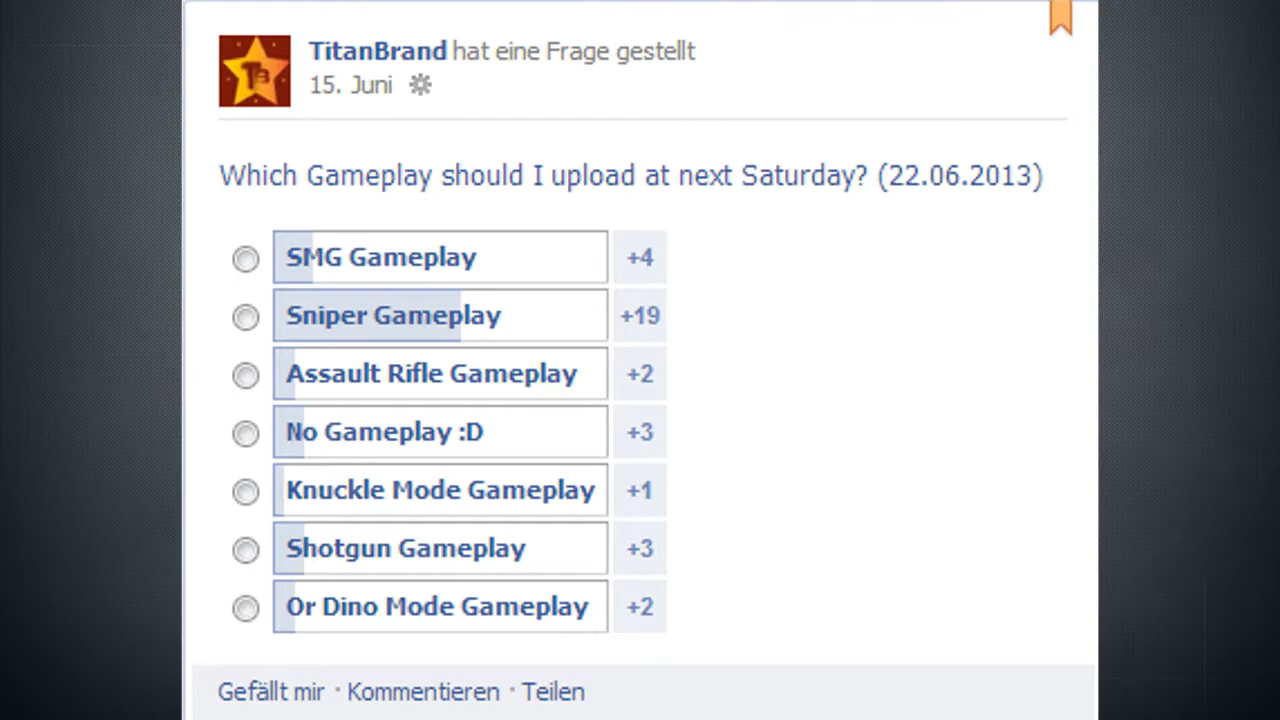 TB
TitanBrand hat eine Frage gestellt
15. Juni
Which Gameplay should I upload at next Saturday? (22.06.2013)
SMG Gameplay +4
Sniper Gameplay +19
Assault Rifle Gameplay +2
No Gameplay :D +3
Knuckle Mode Gameplay +1
Shotgun Gameplay +3
Or Dino Mode Gameplay +2
Gefällt mir · Kommentieren · Teilen